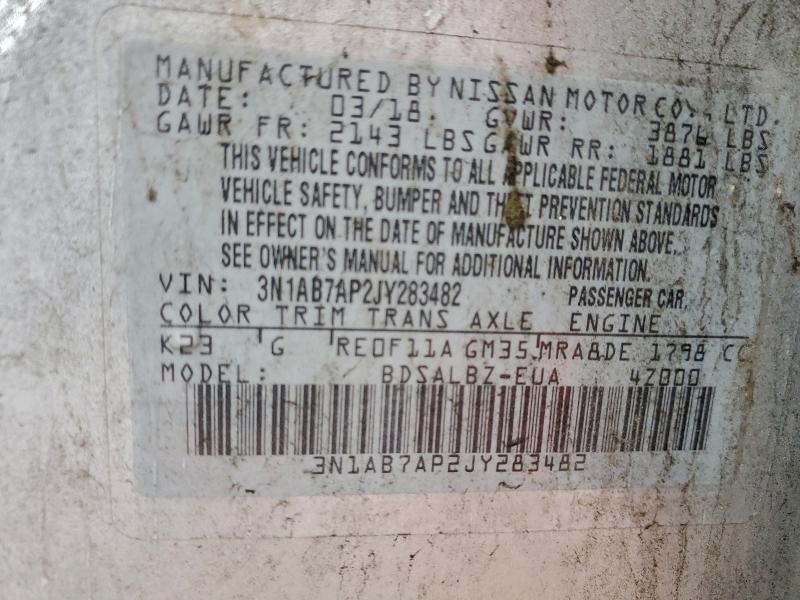 MANUFACTURED BY NISSAN MOTOR CO., LTD.
DATE: 03/18 GVWR: 3876 LBS
GAWR FR: 2143 LBS GAWR RR: 1881 LBS
THIS VEHICLE CONFORMS TO ALL APPLICABLE FEDERAL MOTOR
VEHICLE SAFETY, BUMPER AND THEFT PREVENTION STANDARDS
IN EFFECT ON THE DATE OF MANUFACTURE SHOWN ABOVE.
SEE OWNER'S MANUAL FOR ADDITIONAL INFORMATION.
VIN: 3N1AB7AP2JY283482 PASSENGER CAR
COLOR TRIM TRANS AXLE ENGINE
K23 G RE0F11A GM35 MRA8DE 1798 CC
MODEL: BDSALBZ-EUA 4Z000
3N1AB7AP2JY283482